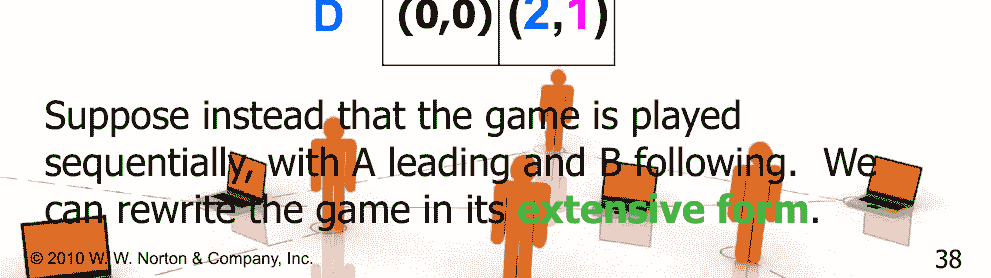 D (0,0) (2,1)
Suppose instead that the game is played
sequentially, with A leading and B following. We
can rewrite the game in its extensive form.
© 2010 W. W. Norton & Company, Inc. 38